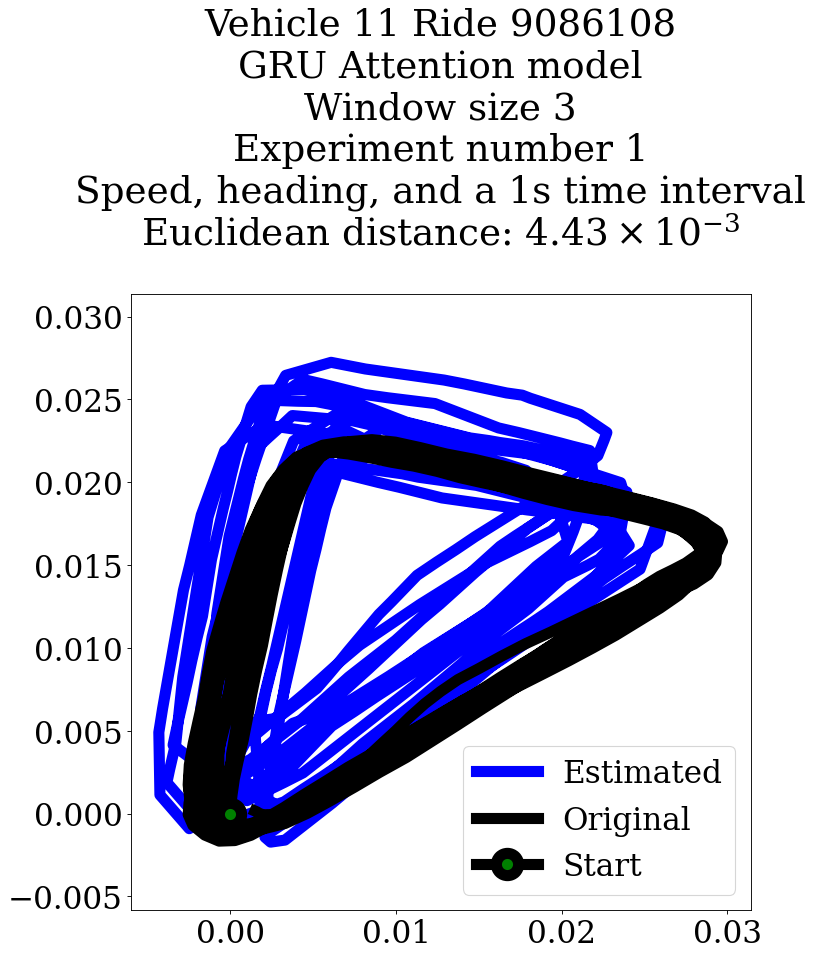 Vehicle 11 Ride 9086108
GRU Attention model
Window size 3
Experiment number 1
Speed, heading, and a 1s time interval
Euclidean distance: 4.43 × 10⁻³
0.030
0.025
0.020
0.015
0.010
0.005
0.000
−0.005
Estimated
Original
Start
0.00 0.01 0.02 0.03